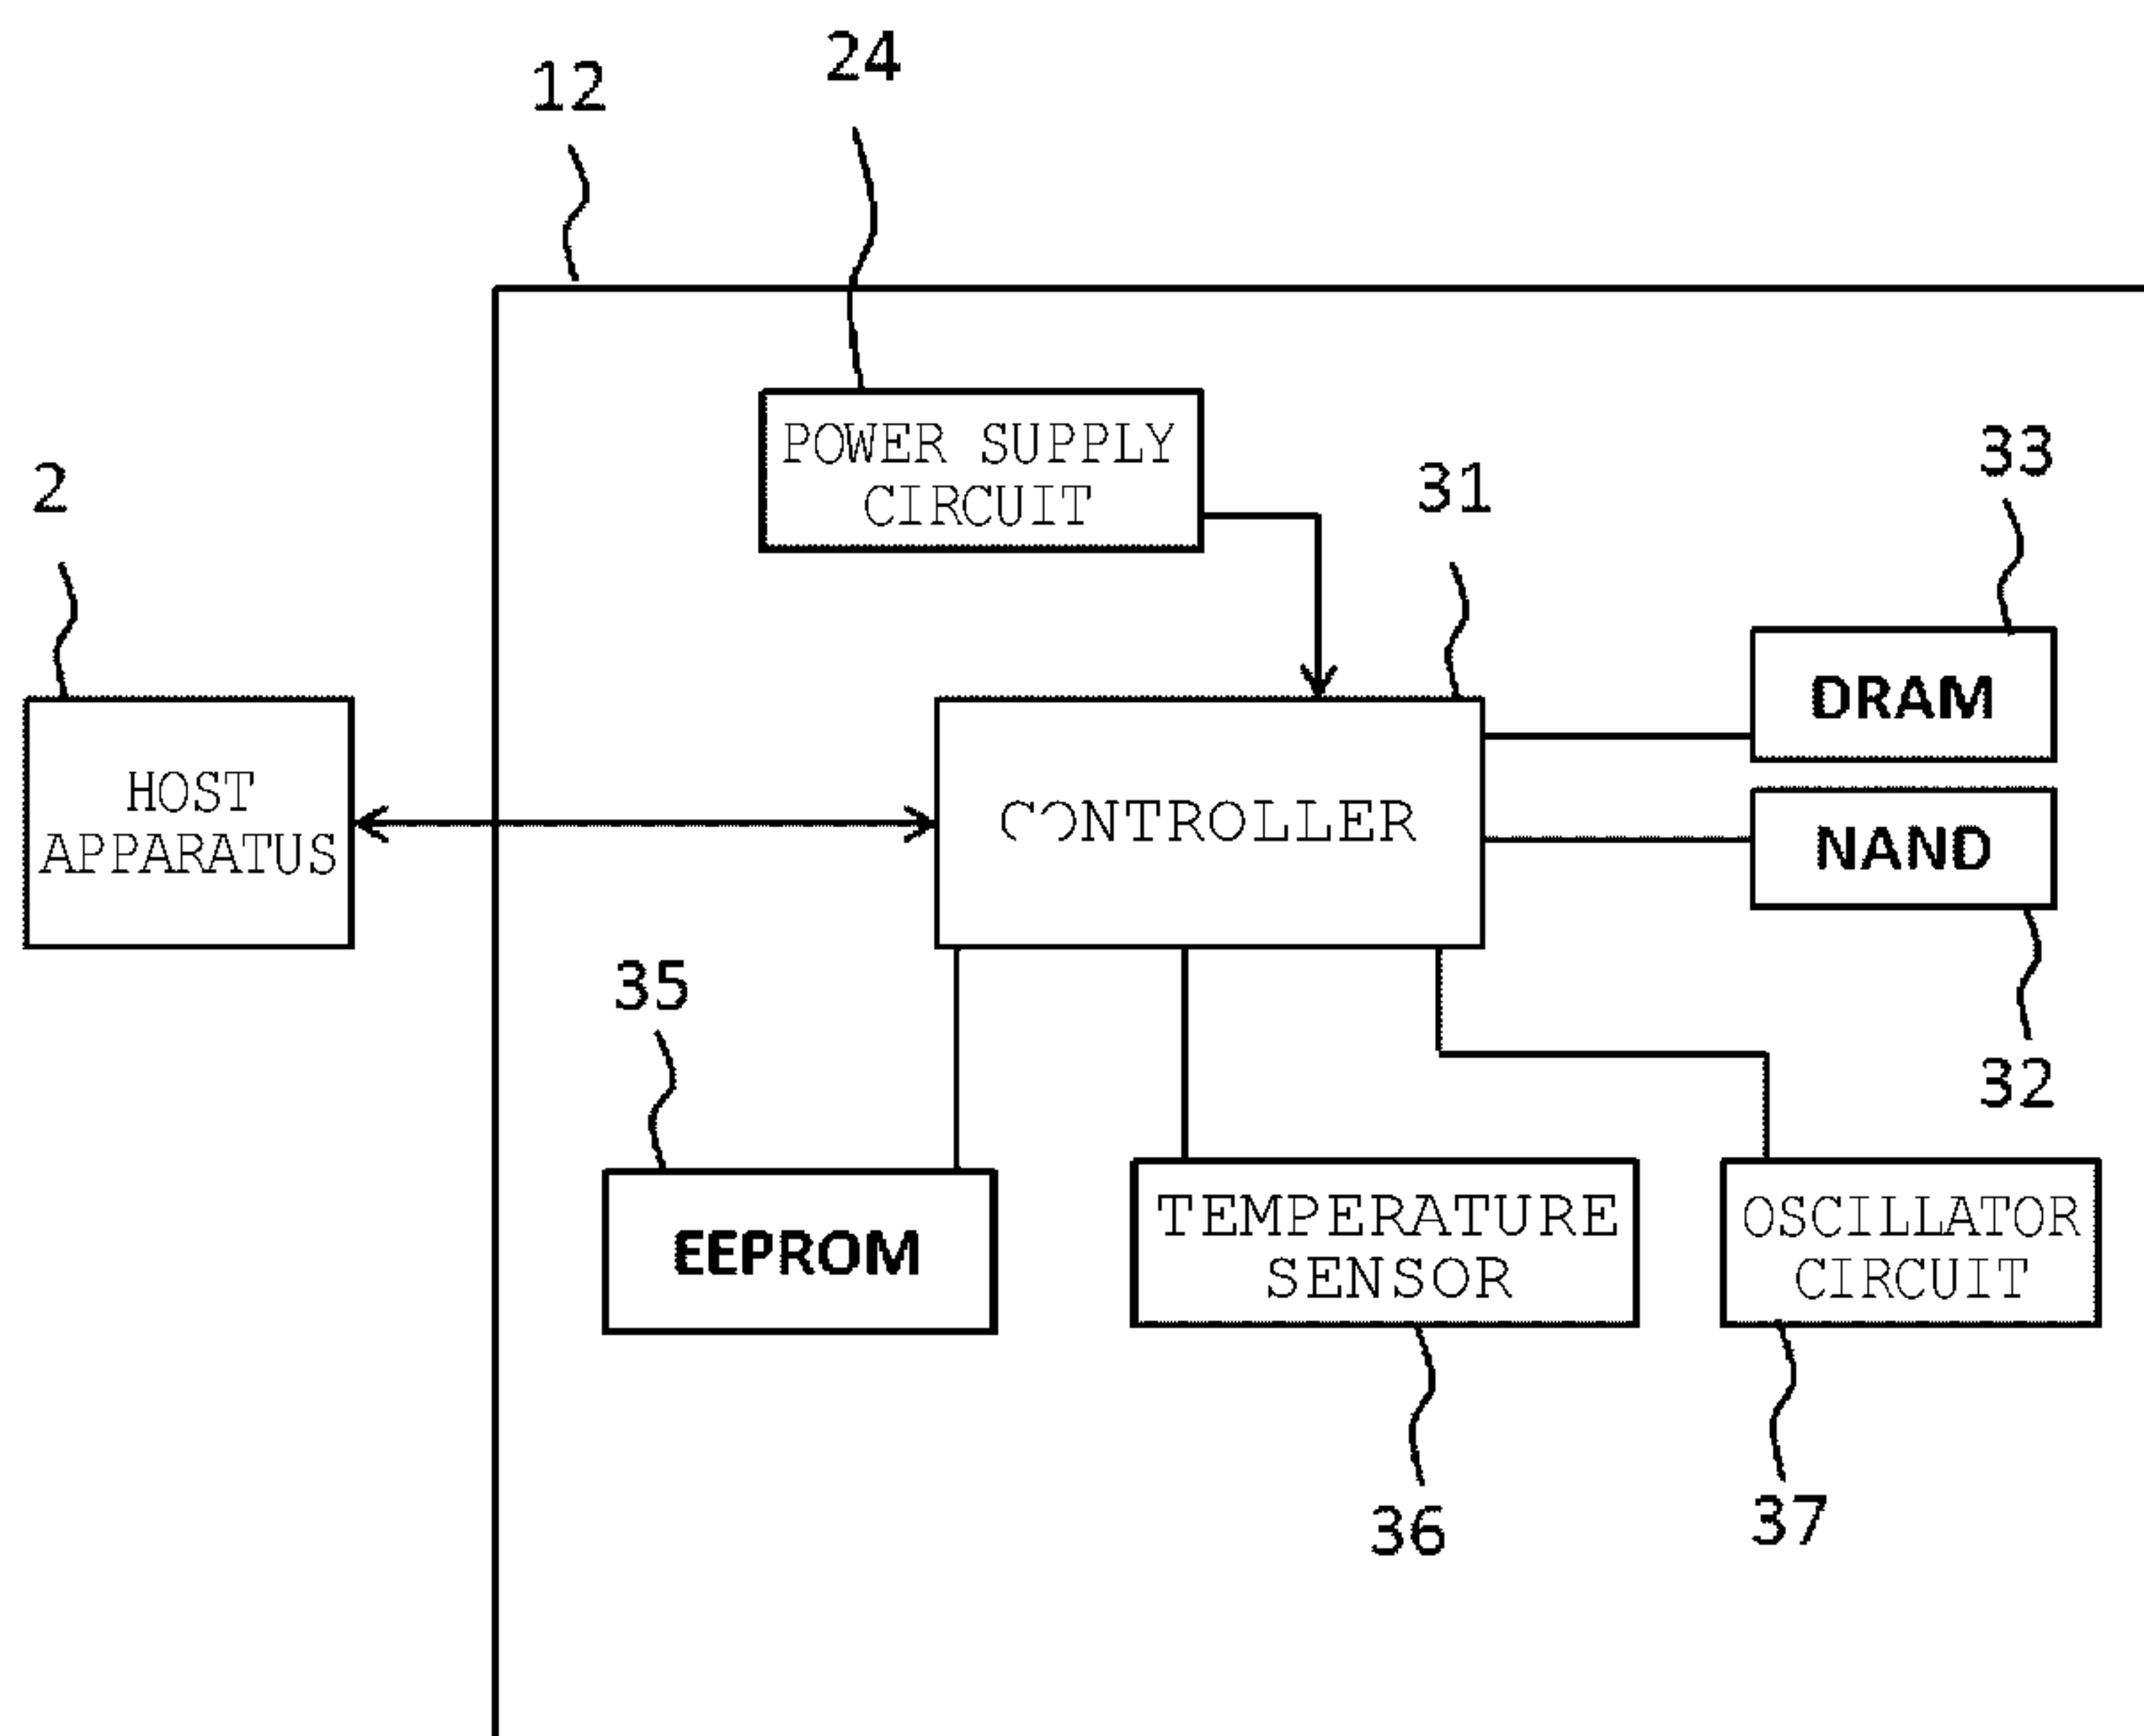 24
12
POWER SUPPLY
CIRCUIT
33
2
31
DRAM
HOST
APPARATUS
CONTROLLER
NAND
35
32
EEPROM
TEMPERATURE
SENSOR
OSCILLATOR
CIRCUIT
36
37